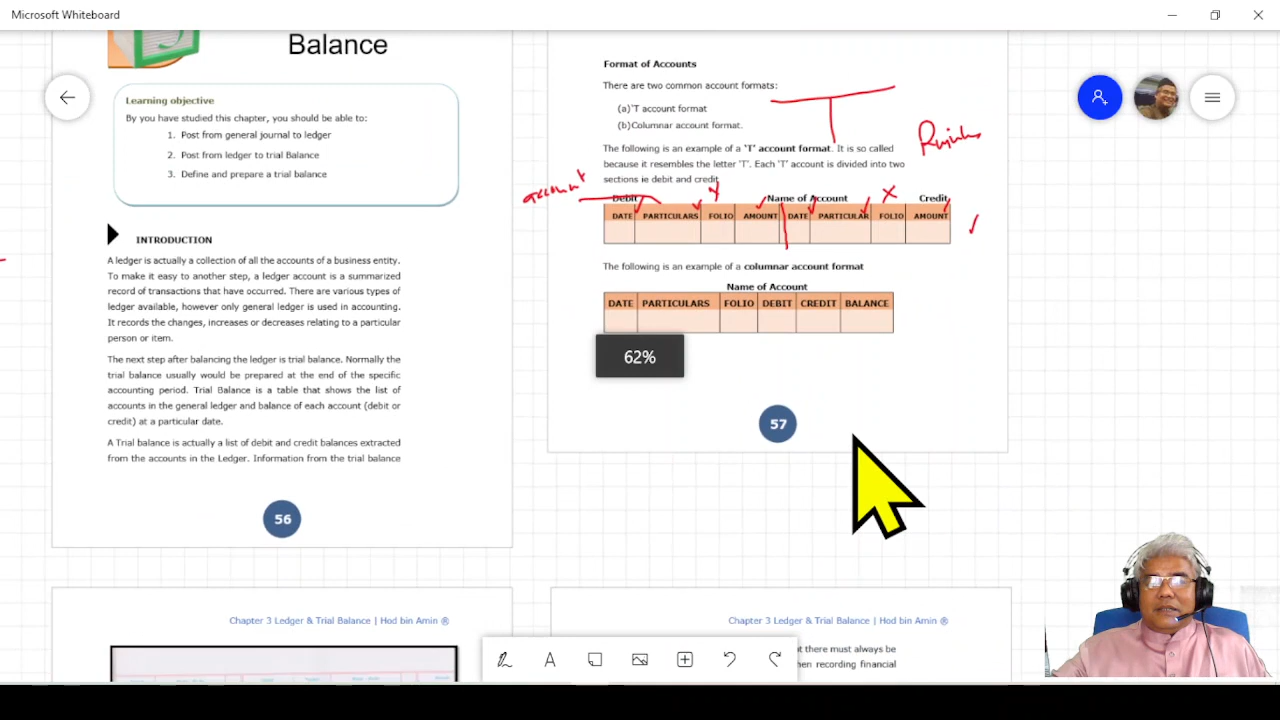 Microsoft Whiteboard
Balance
Learning objective
By you have studied this chapter, you should be able to:
1. Post from general journal to ledger
2. Post from ledger to trial Balance
3. Define and prepare a trial balance
INTRODUCTION
A ledger is actually a collection of all the accounts of a business entity.
To make it easy to another step, a ledger account is a summarized
record of transactions that have occurred. There are various types of
ledger available, however only general ledger is used in accounting.
It records the changes, increases or decreases relating to a particular
person or item.
The next step after balancing the ledger is trial balance. Normally the
trial balance usually would be prepared at the end of the specific
accounting period. Trial Balance is a table that shows the list of
accounts in the general ledger and balance of each account (debit or
credit) at a particular date.
A Trial balance is actually a list of debit and credit balances extracted
from the accounts in the Ledger. Information from the trial balance
56
Format of Accounts
There are two common account formats:
(a)'T account format
(b)Columnar account format.
The following is an example of a 'T' account format. It is so called
because it resembles the letter 'T'. Each 'T' account is divided into two
sections ie debit and credit
account
Debit Name of Account Credit
DATE PARTICULARS FOLIO AMOUNT DATE PARTICULAR FOLIO AMOUNT
The following is an example of a columnar account format
Name of Account
DATE PARTICULARS FOLIO DEBIT CREDIT BALANCE
62%
57
Chapter 3 Ledger & Trial Balance | Hod bin Amin ®
Chapter 3 Ledger & Trial Balance | Hod bin Amin ®
t there must always be
hen recording financial